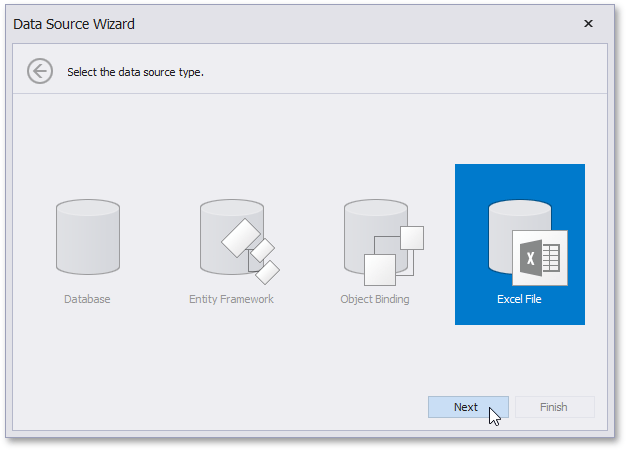 Data Source Wizard
Select the data source type.
Database
Entity Framework
Object Binding
X
Excel File
Next
Finish